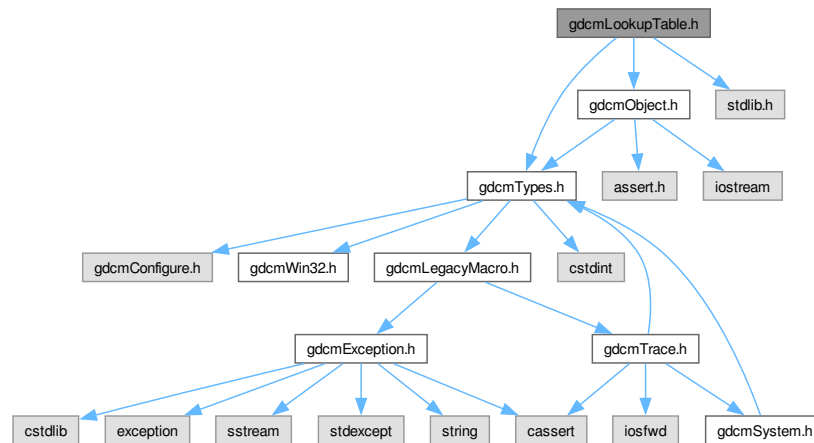 gdcmLookupTable.h
gdcmObject.h
stdlib.h
gdcmTypes.h
assert.h
iostream
gdcmConfigure.h
gdcmWin32.h
gdcmLegacyMacro.h
cstdint
gdcmException.h
gdcmTrace.h
cstdlib
exception
sstream
stdexcept
string
cassert
iosfwd
gdcmSystem.h